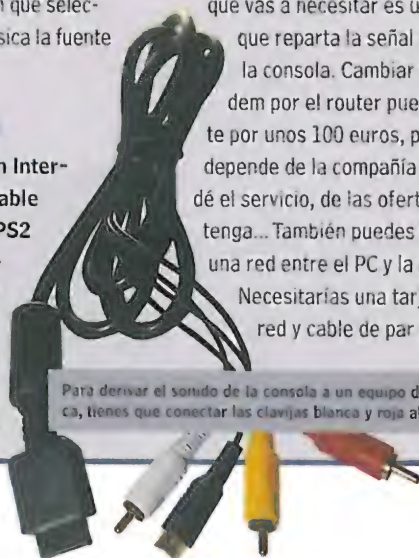 n que selec-
sica la fuente
n Inter-
able
PS2
que vas a necesitar es u
que reparta la señal
la consola. Cambiar
dem por el router pue
te por unos 100 euros, p
depende de la compañía
dé el servicio, de las ofert
tenga... También puedes
una red entre el PC y la
Necesitarías una tar
red y cable de par
Para derivar el sonido de la consola a un equipo d
ca, tienes que conectar las clavijas blanca y roja al